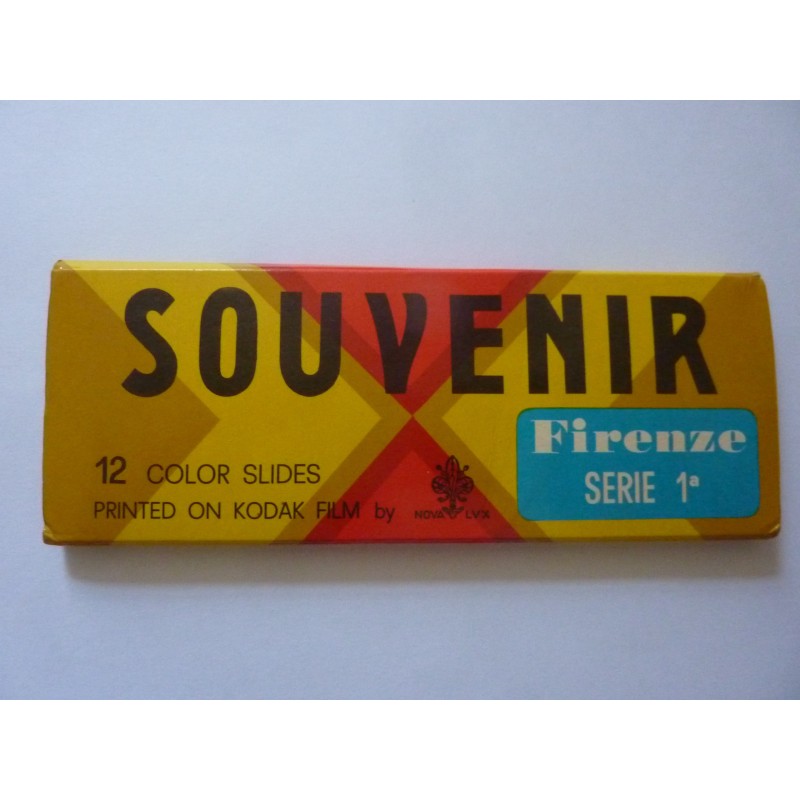 SOUVENIR
Firenze
SERIE 1ª
12 COLOR SLIDES
PRINTED ON KODAK FILM by NOVA LVX